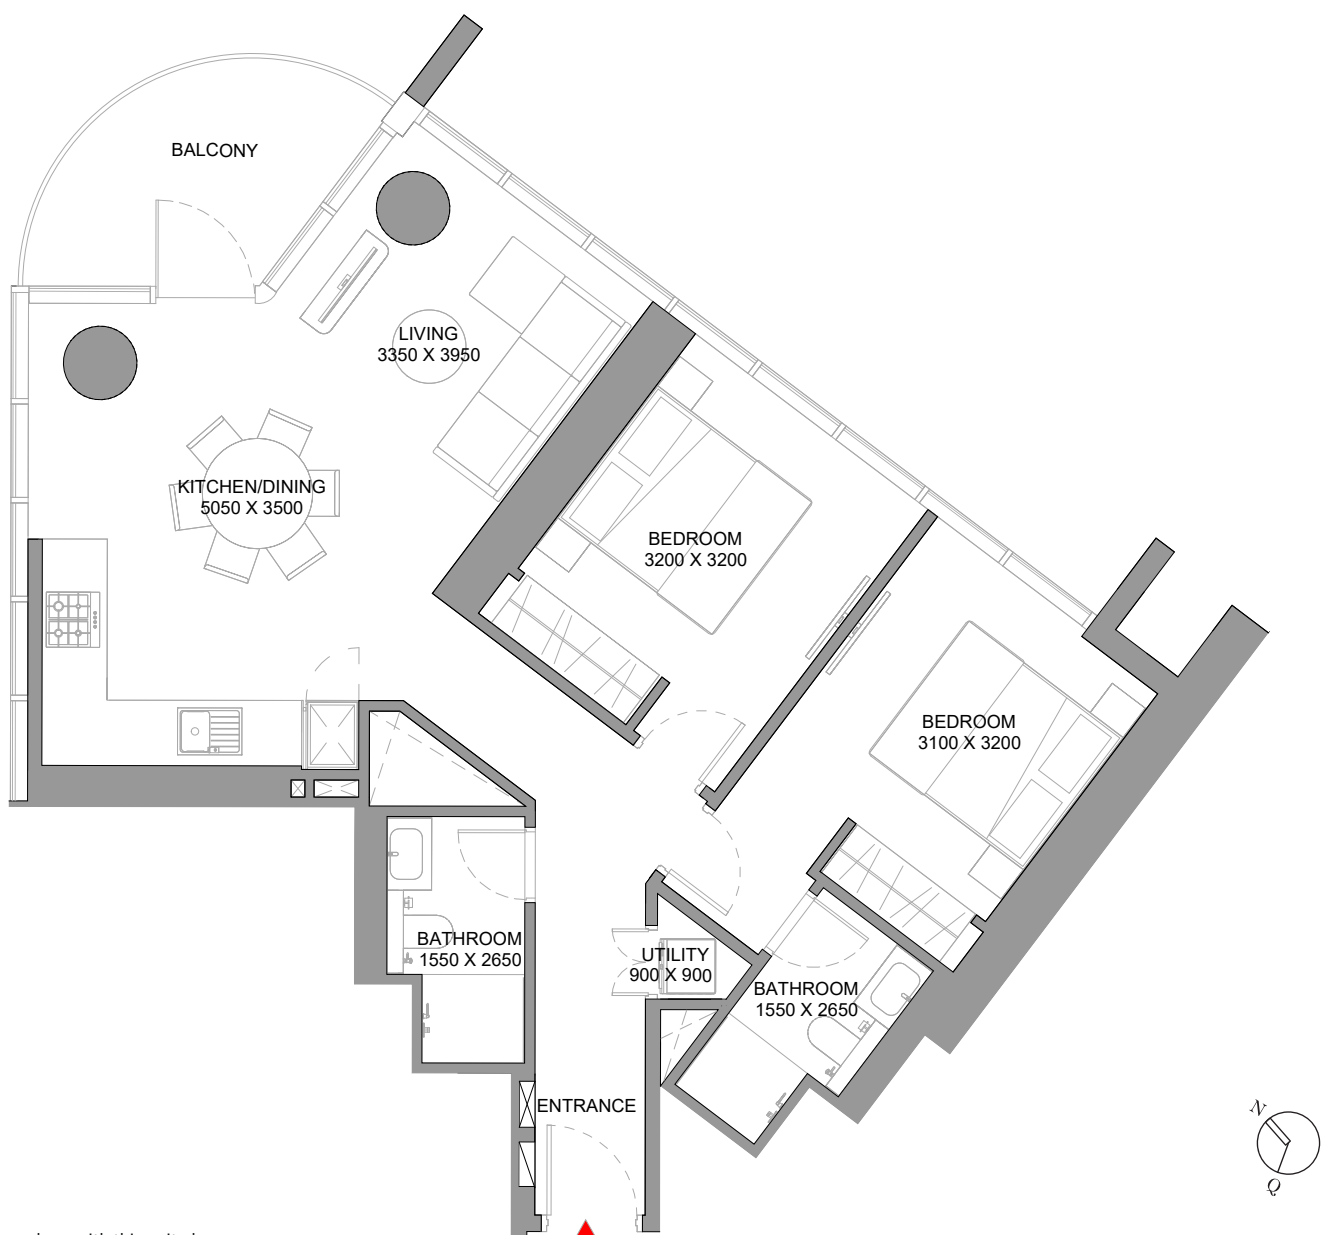 BALCONY
LIVING
3350 X 3950
KITCHEN/DINING
5050 X 3500
BEDROOM
3200 X 3200
BEDROOM
3100 X 3200
BATHROOM
1550 X 2650
UTILITY
900 X 900
BATHROOM
1550 X 2650
ENTRANCE
N
Q